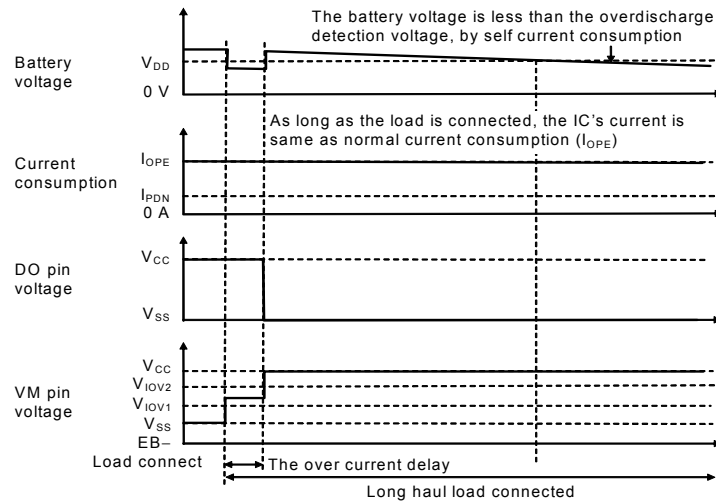 The battery voltage is less than the overdischarge
detection voltage, by self current consumption
Battery
voltage
VDD
0 V
As long as the load is connected, the IC's current is
same as normal current consumption (IOPE)
Current
consumption
IOPE
IPDN
0 A
DO pin
voltage
VCC
VSS
VM pin
voltage
VCC
VIOV2
VIOV1
VSS
EB−
Load connect
The over current delay
Long haul load connected